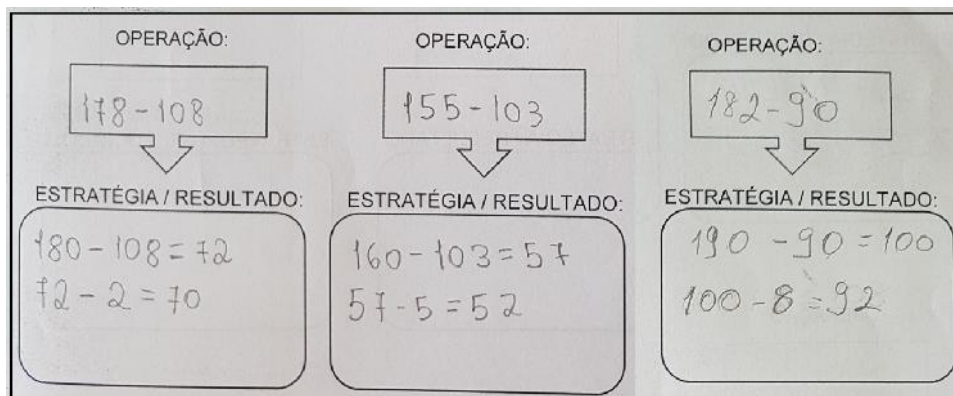 OPERAÇÃO:
178-108
ESTRATÉGIA / RESULTADO:
180-108=72
72-2=70
OPERAÇÃO:
155-103
ESTRATÉGIA / RESULTADO:
160-103=57
57-5=52
OPERAÇÃO:
182-90
ESTRATÉGIA / RESULTADO:
190-90=100
100-8=92